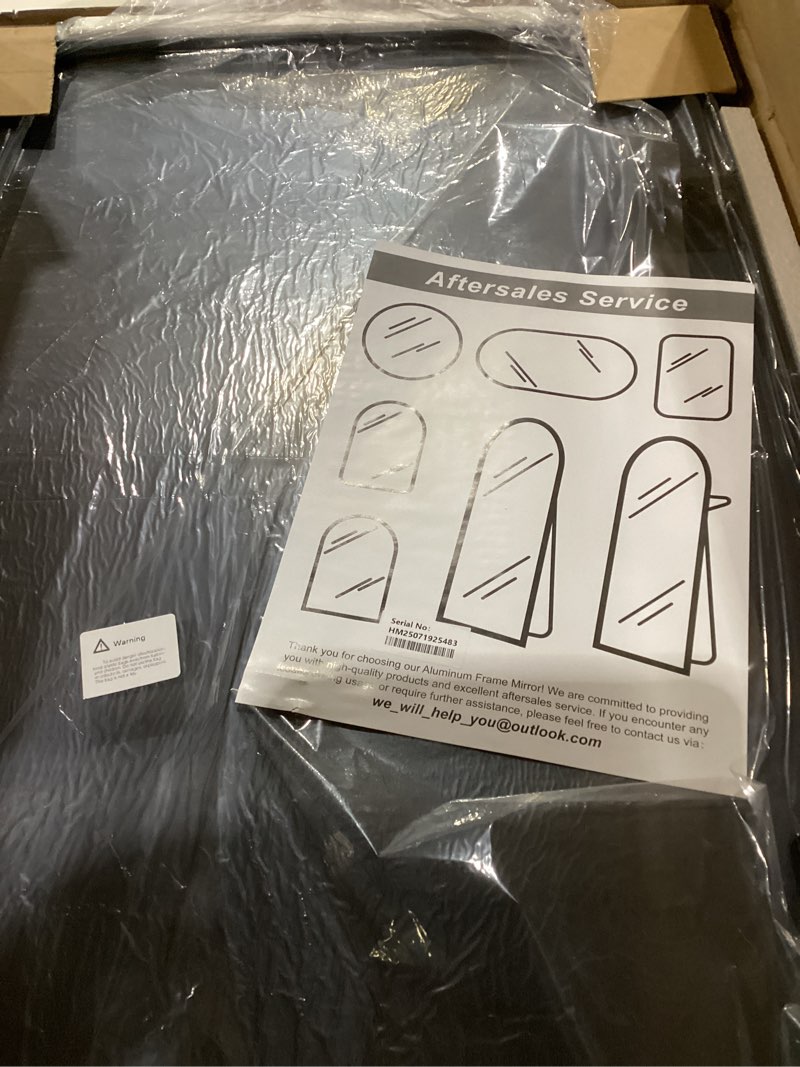 Aftersales Service
Serial No:
HM25071925483
Thank you for choosing our Aluminum Frame Mirror! We are committed to providing
you with high-quality products and excellent aftersales service. If you encounter any
or require further assistance, please feel free to contact us via:
we_will_help_you@outlook.com
Warning